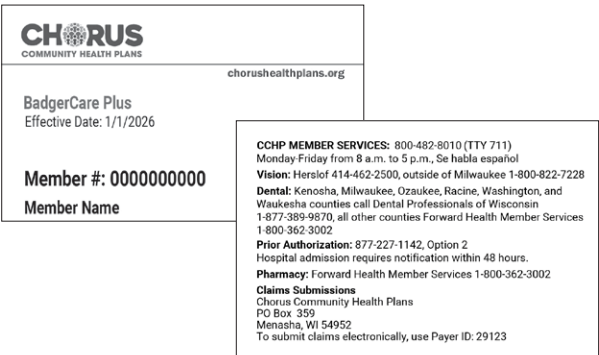 CHORUS
COMMUNITY HEALTH PLANS
chorushealthplans.org
BadgerCare Plus
Effective Date: 1/1/2026
Member #: 0000000000
Member Name
CCHP MEMBER SERVICES: 800-482-8010 (TTY 711)
Monday-Friday from 8 a.m. to 5 p.m., Se habla español
Vision: Herslof 414-462-2500, outside of Milwaukee 1-800-822-7228
Dental: Kenosha, Milwaukee, Ozaukee, Racine, Washington, and
Waukesha counties call Dental Professionals of Wisconsin
1-877-389-9870, all other counties Forward Health Member Services
1-800-362-3002
Prior Authorization: 877-227-1142, Option 2
Hospital admission requires notification within 48 hours.
Pharmacy: Forward Health Member Services 1-800-362-3002
Claims Submissions
Chorus Community Health Plans
PO Box 359
Menasha, WI 54952
To submit claims electronically, use Payer ID: 29123